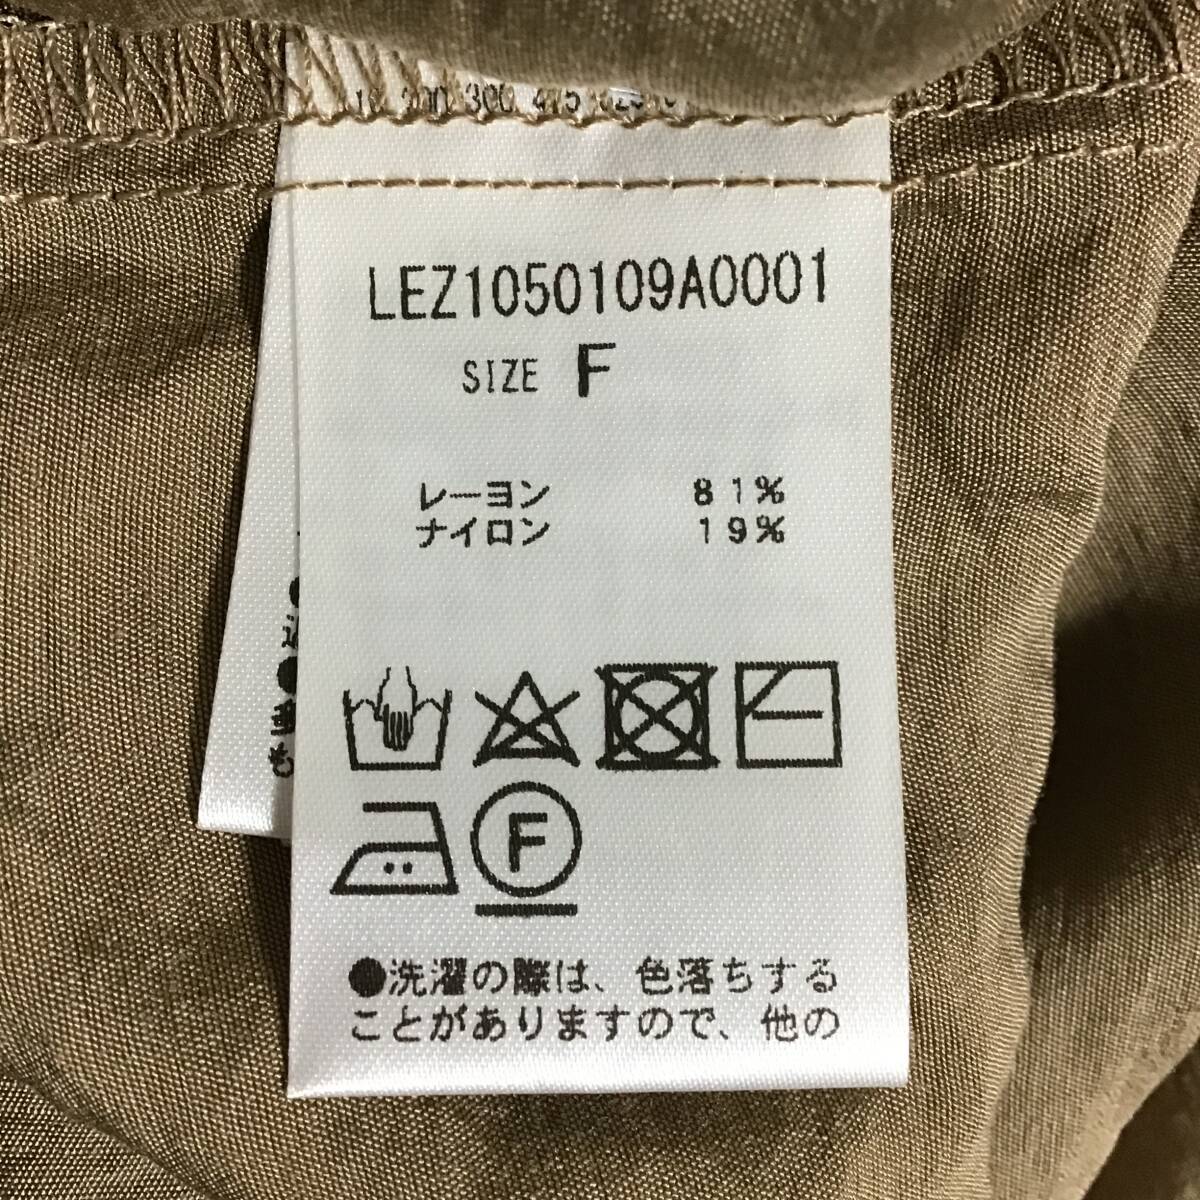 LEZ1050109A0001
SIZE F
レーヨン 81%
ナイロン 19%
F
●洗濯の際は、色落ちする
ことがありますので、他の